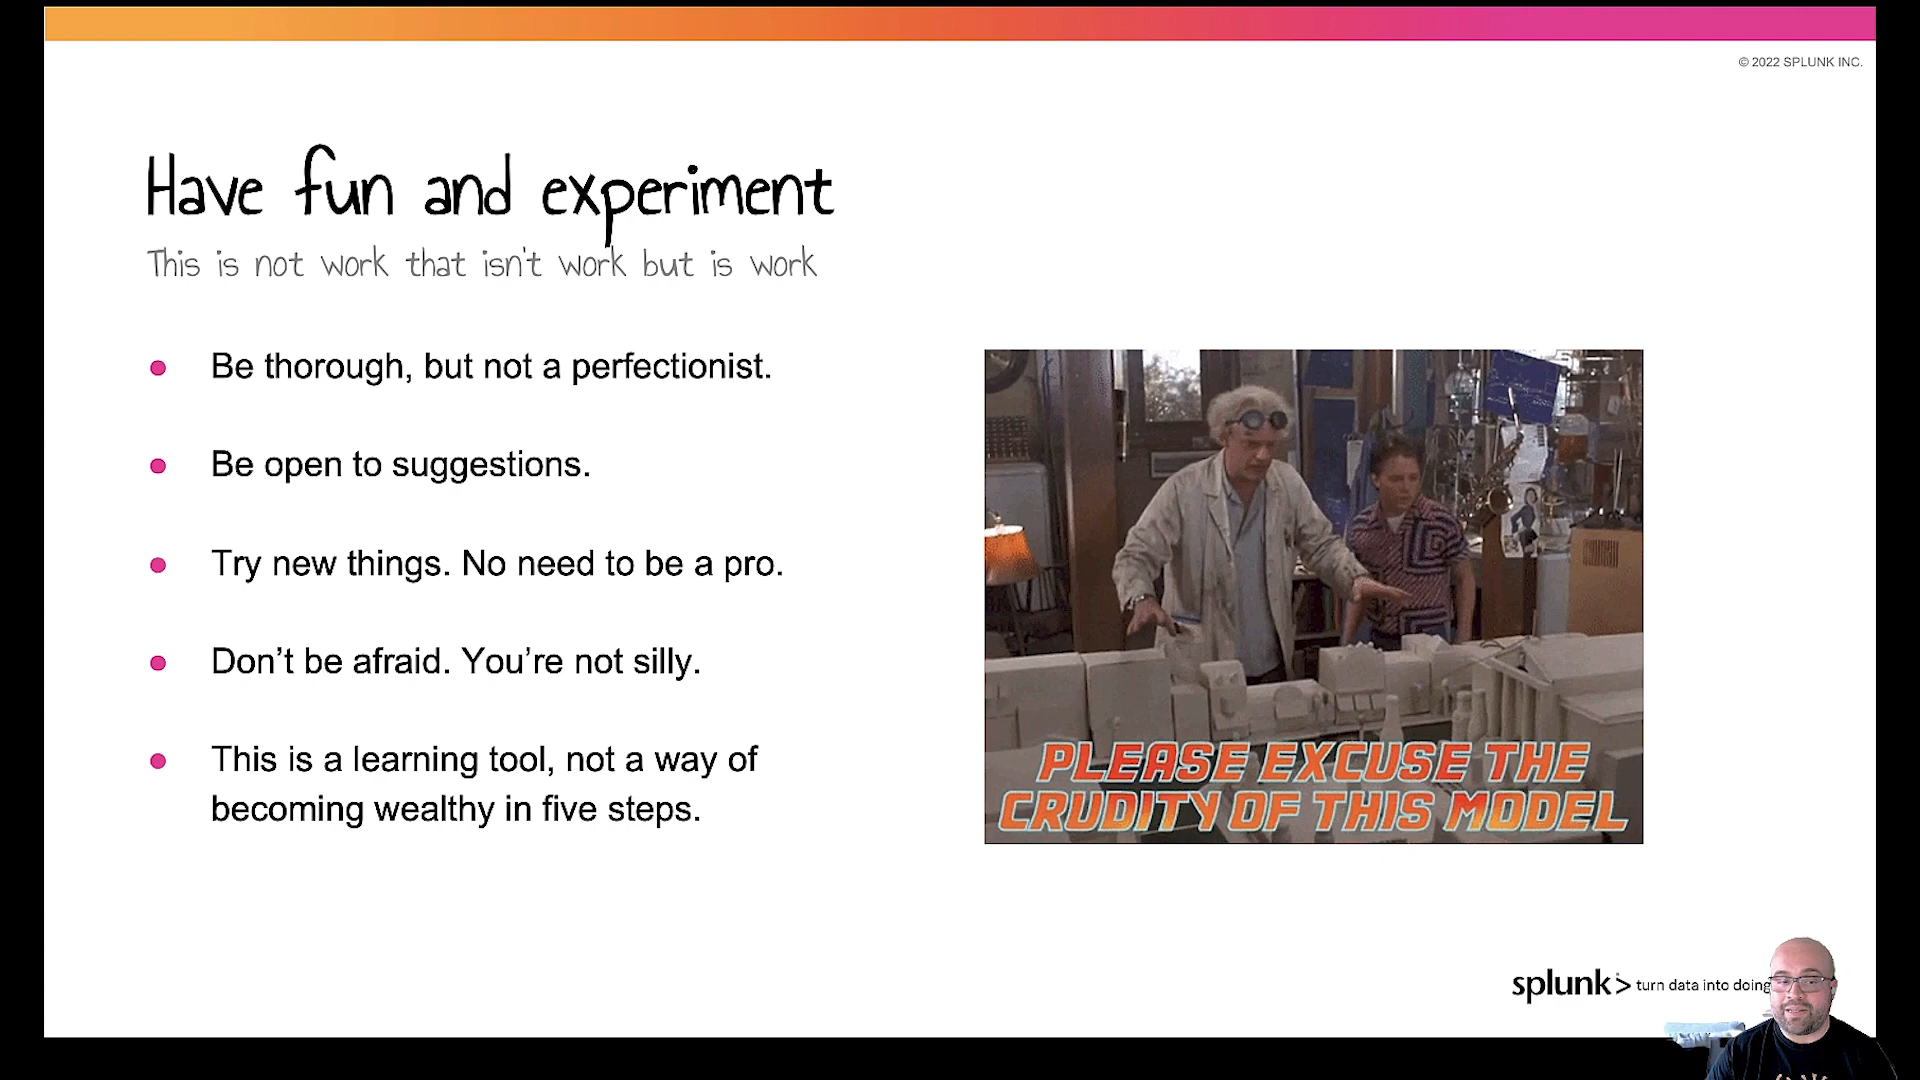 © 2022 SPLUNK INC.
Have fun and experiment
This is not work that isn't work but is work
Be thorough, but not a perfectionist.
Be open to suggestions.
Try new things. No need to be a pro.
Don’t be afraid. You’re not silly.
This is a learning tool, not a way of
becoming wealthy in five steps.
PLEASE EXCUSE THE
CRUDITY OF THIS MODEL
splunk> turn data into doing